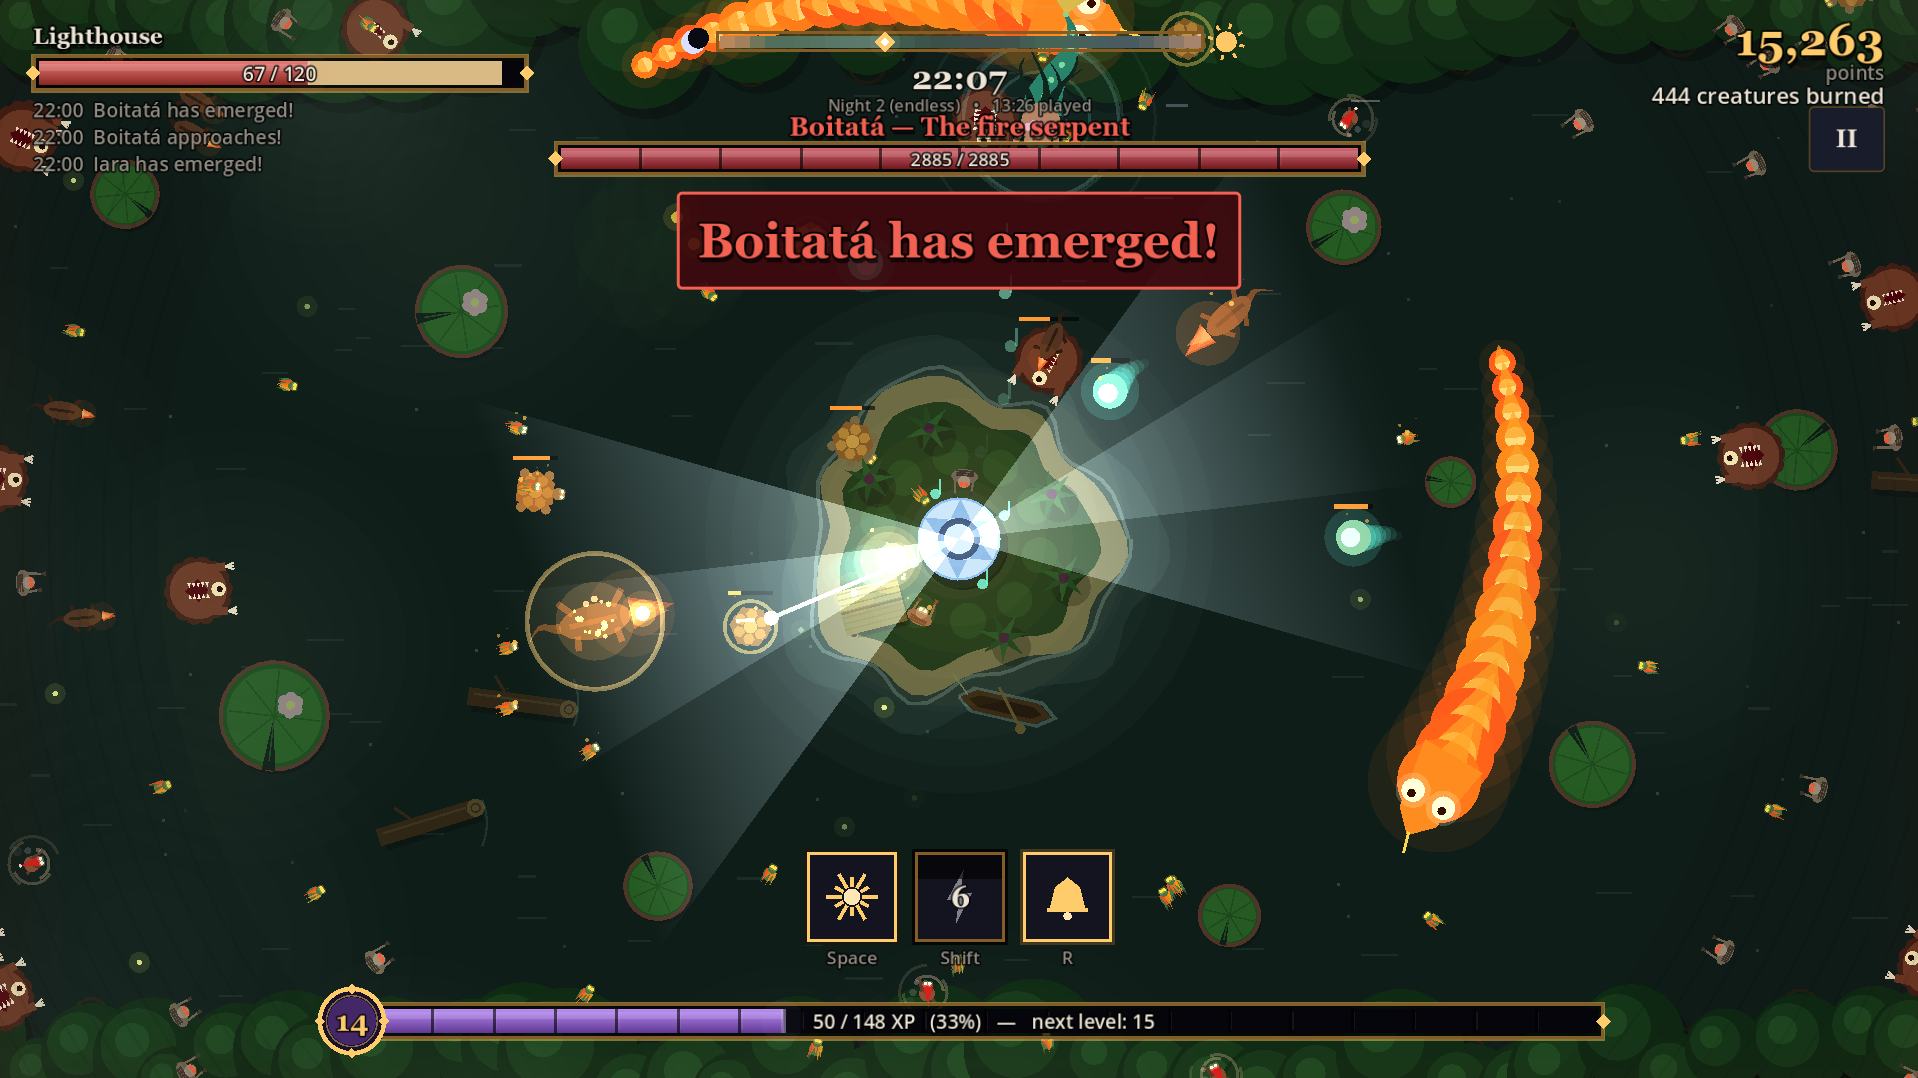 Lighthouse
67 / 120
22:00 Boitatá has emerged!
22:00 Boitatá approaches!
22:00 Iara has emerged!
22:07
Night 2 (endless) · 13:26 played
Boitatá — The fire serpent
2885 / 2885
Boitatá has emerged!
15,263
points
444 creatures burned
II
6
Space
Shift
R
14
50 / 148 XP (33%) — next level: 15